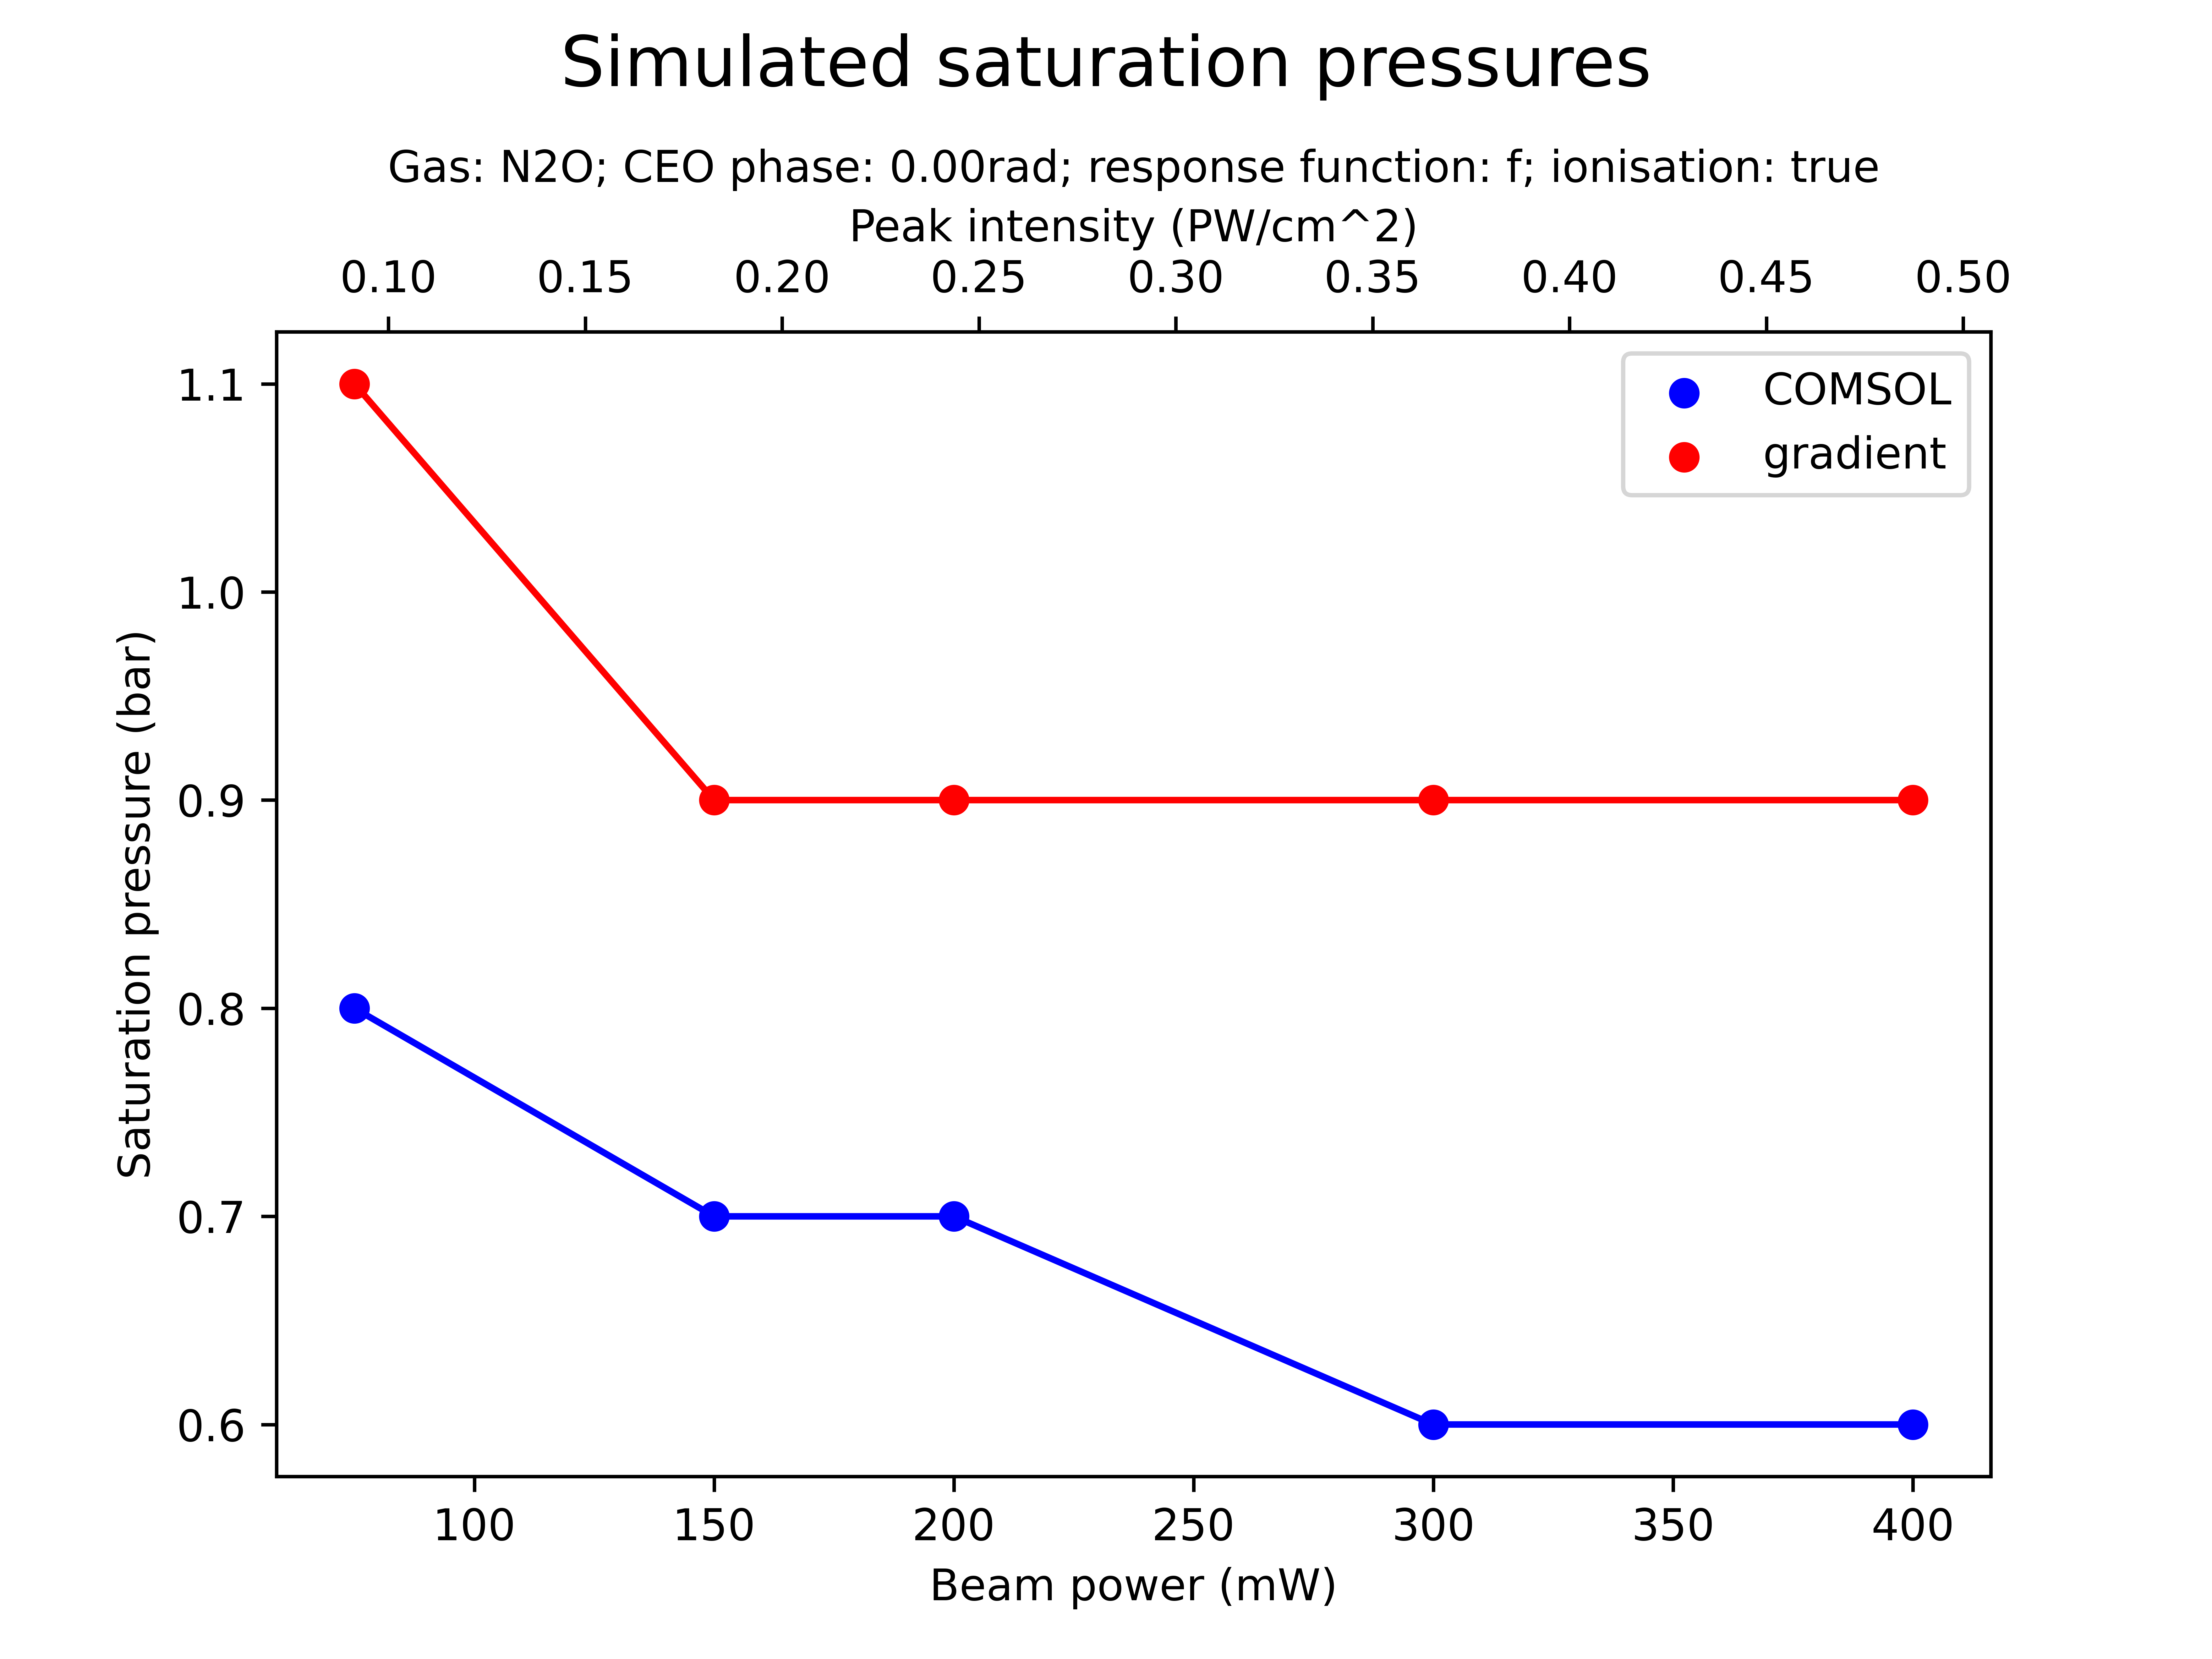 Simulated saturation pressures
Gas: N2O; CEO phase: 0.00rad; response function: f; ionisation: true
Peak intensity (PW/cm^2)
0.10 0.15 0.20 0.25 0.30 0.35 0.40 0.45 0.50
COMSOL
gradient
1.1
1.0
0.9
0.8
0.7
0.6
Saturation pressure (bar)
100 150 200 250 300 350 400
Beam power (mW)